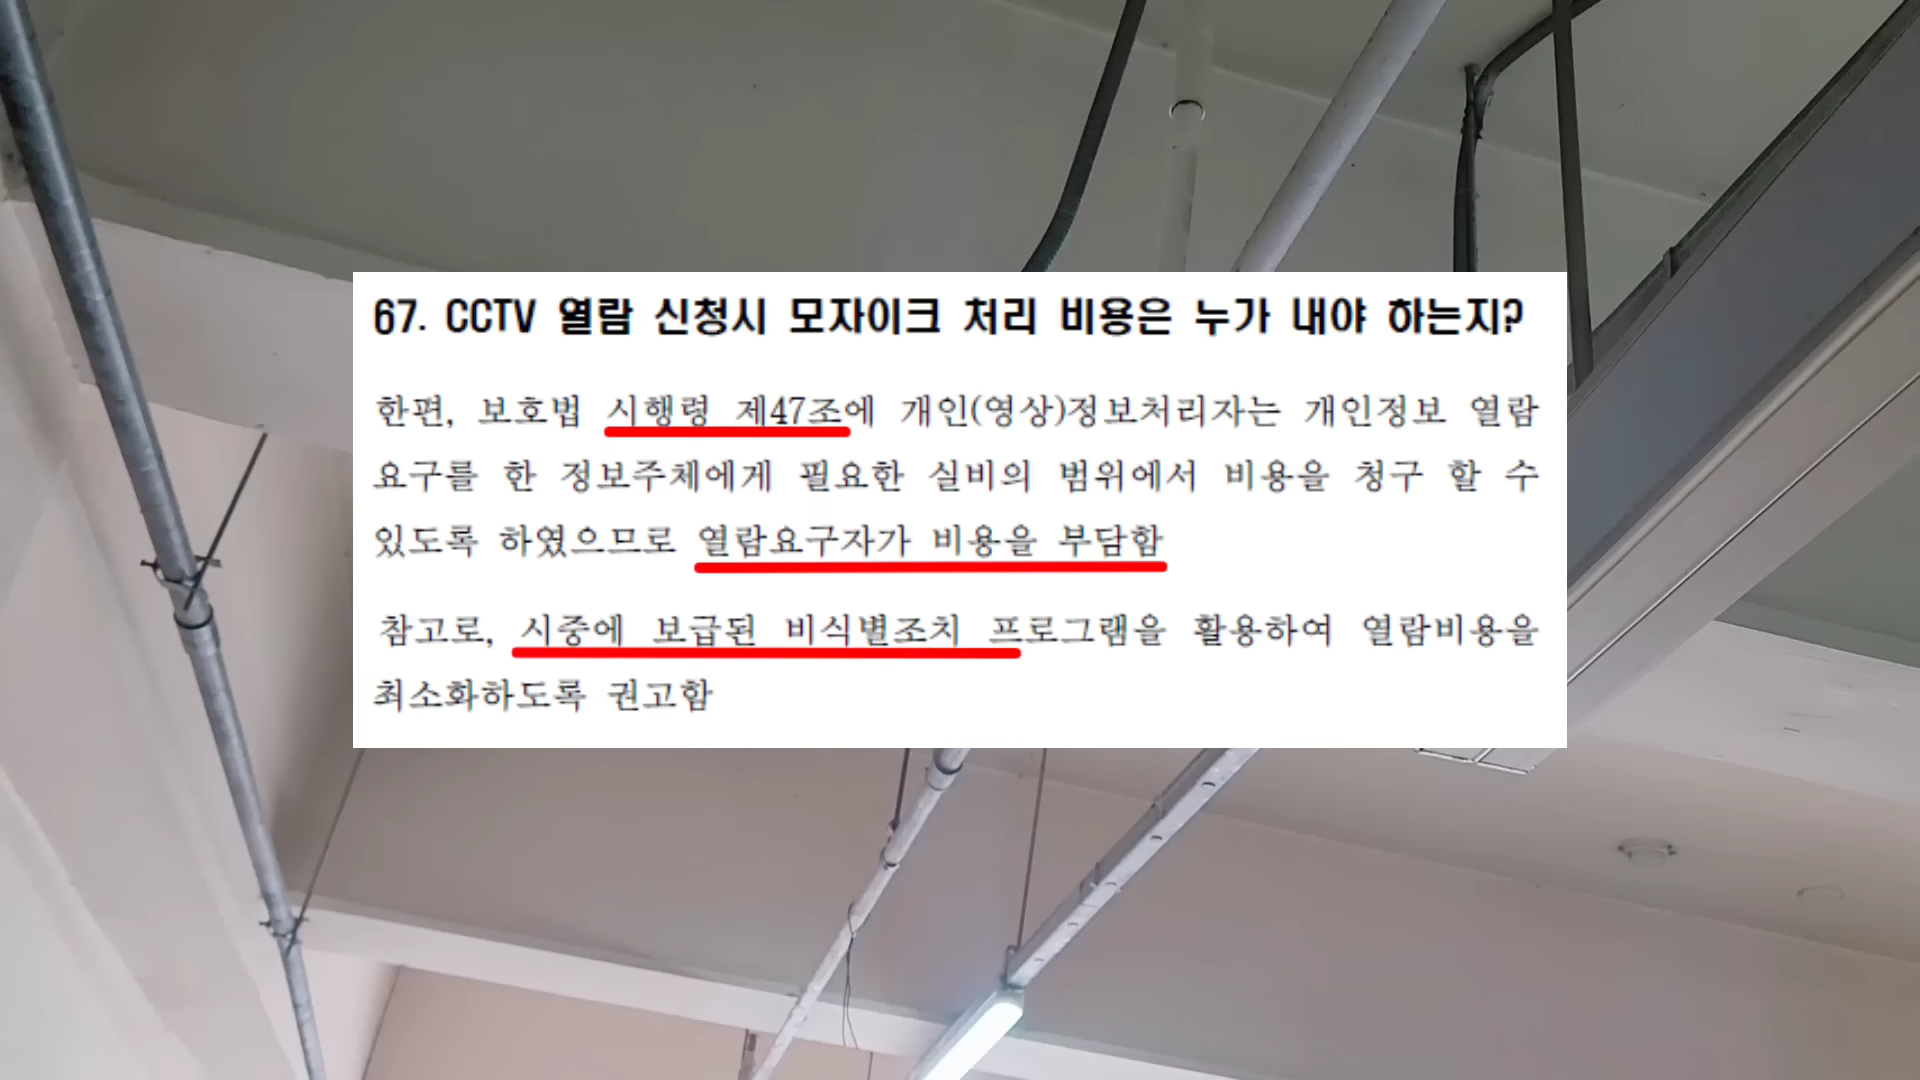 67. CCTV 열람 신청시 모자이크 처리 비용은 누가 내야 하는지?
한편, 보호법 시행령 제47조에 개인(영상)정보처리자는 개인정보 열람
요구를 한 정보주체에게 필요한 실비의 범위에서 비용을 청구 할 수
있도록 하였으므로 열람요구자가 비용을 부담함
참고로, 시중에 보급된 비식별조치 프로그램을 활용하여 열람비용을
최소화하도록 권고함